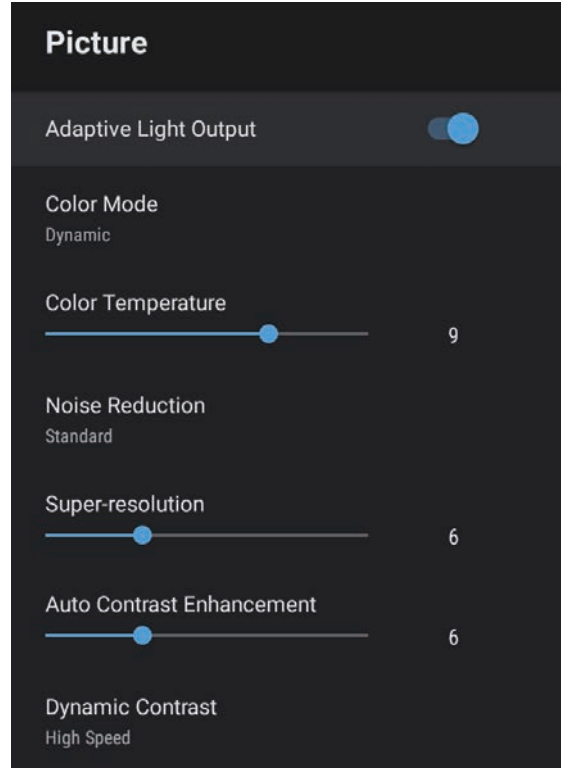 Picture
Adaptive Light Output
Color Mode
Dynamic
Color Temperature
9
Noise Reduction
Standard
Super-resolution
6
Auto Contrast Enhancement
6
Dynamic Contrast
High Speed